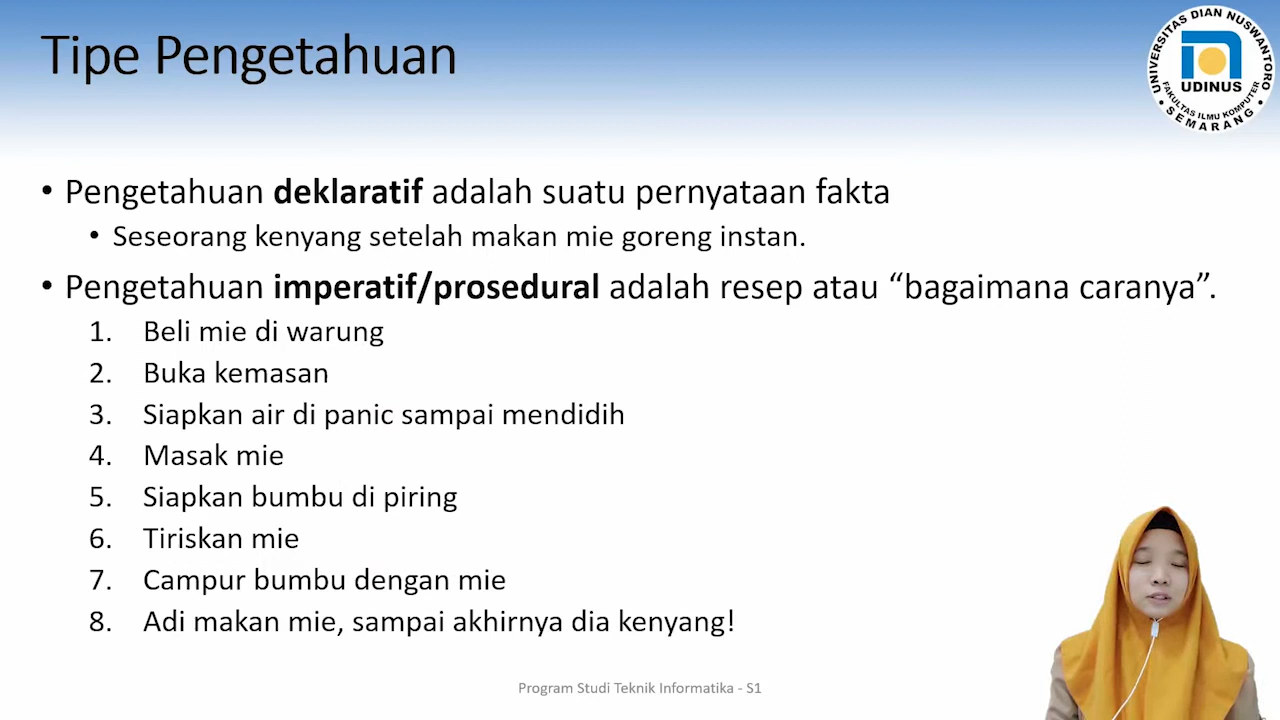 Tipe Pengetahuan
UNIVERSITAS DIAN NUSWANTORO
UDINUS
FAKULTAS ILMU KOMPUTER
• SEMARANG •
• Pengetahuan deklaratif adalah suatu pernyataan fakta
• Seseorang kenyang setelah makan mie goreng instan.
• Pengetahuan imperatif/prosedural adalah resep atau “bagaimana caranya”.
1. Beli mie di warung
2. Buka kemasan
3. Siapkan air di panic sampai mendidih
4. Masak mie
5. Siapkan bumbu di piring
6. Tiriskan mie
7. Campur bumbu dengan mie
8. Adi makan mie, sampai akhirnya dia kenyang!
Program Studi Teknik Informatika - S1